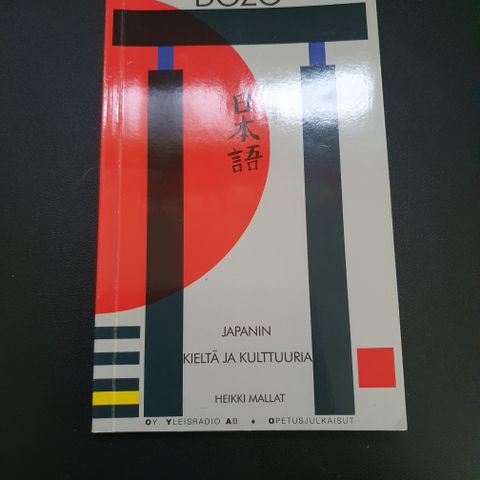 DOZO
日本語
JAPANIN
KIELTÄ JA KULTTUURIA
HEIKKI MALLAT
OY. YLEISRADIO AB. ♦ OPETUSJULKAISUT